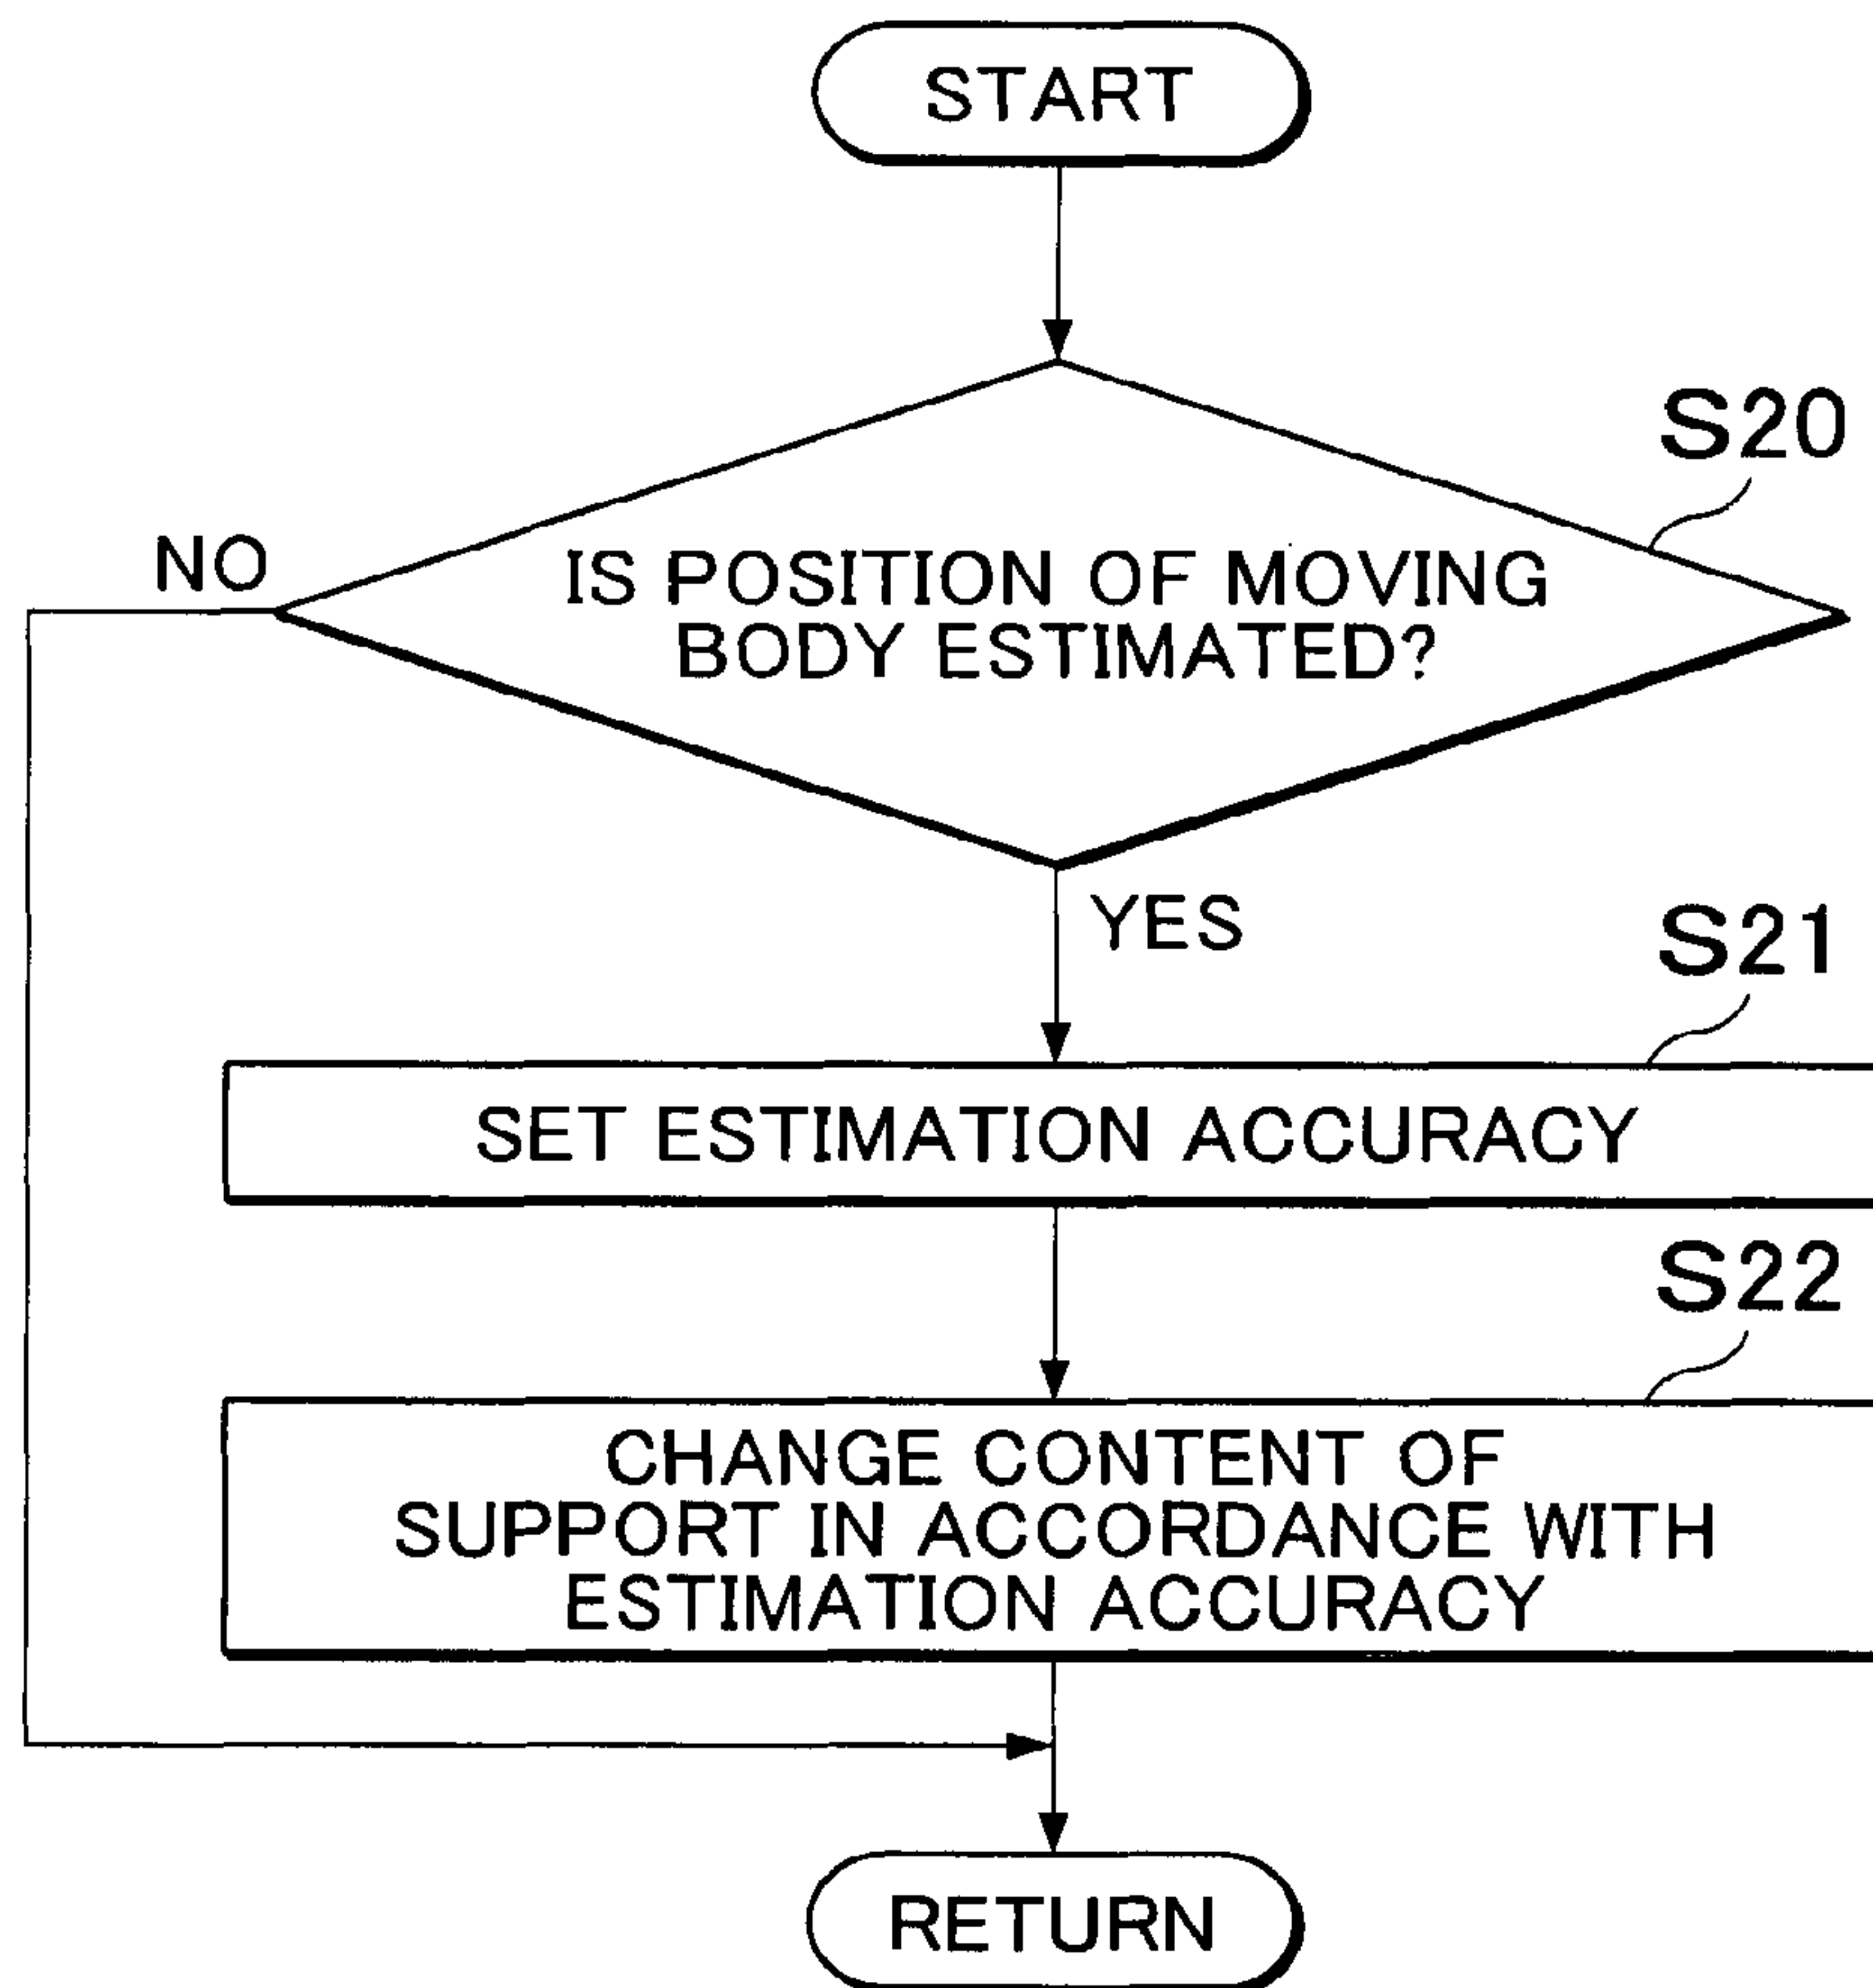 START
S20
NO
IS POSITION OF MOVING
BODY ESTIMATED?
YES
S21
SET ESTIMATION ACCURACY
S22
CHANGE CONTENT OF
SUPPORT IN ACCORDANCE WITH
ESTIMATION ACCURACY
RETURN